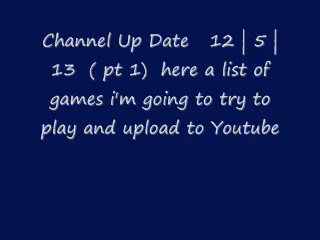 Channel Up Date 12 | 5 |
13 ( pt 1) here a list of
games i'm going to try to
play and upload to Youtube